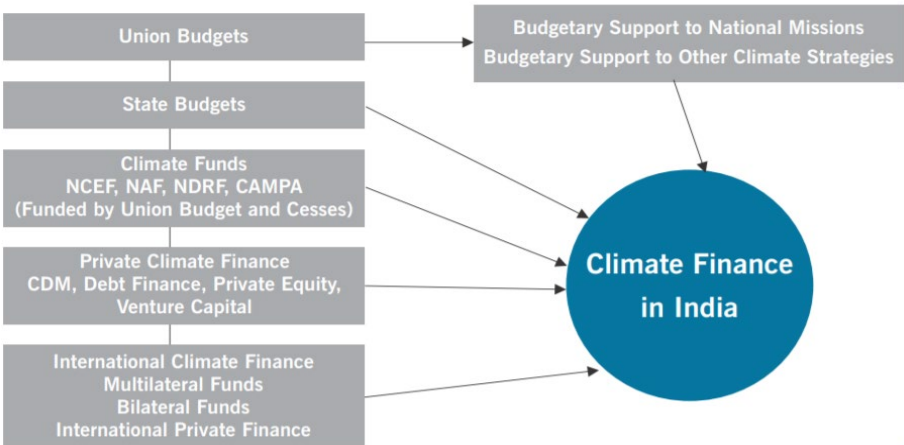 Union Budgets
Budgetary Support to National Missions
Budgetary Support to Other Climate Strategies
State Budgets
Climate Funds
NCEF, NAF, NDRF, CAMPA
(Funded by Union Budget and Cesses)
Private Climate Finance
CDM, Debt Finance, Private Equity,
Venture Capital
International Climate Finance
Multilateral Funds
Bilateral Funds
International Private Finance
Climate Finance
in India